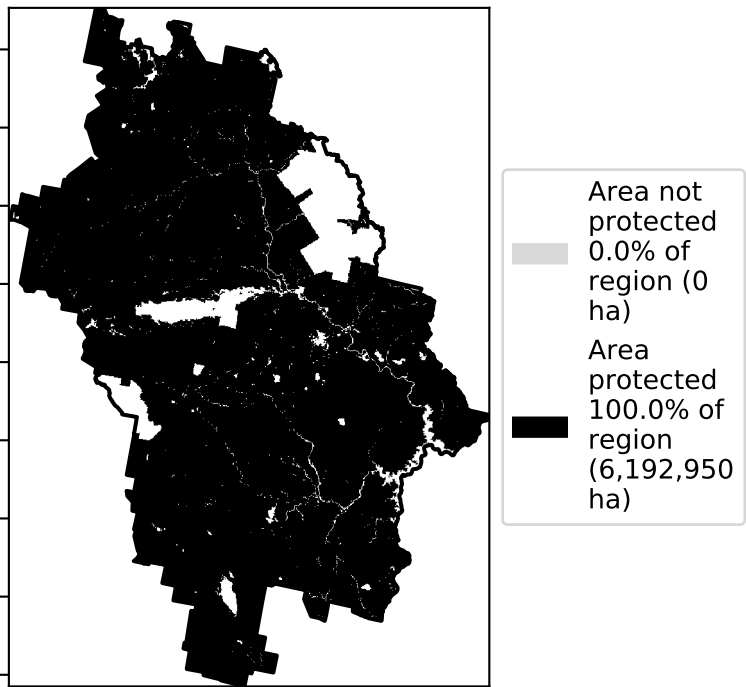 Area not
protected
0.0% of
region (0
ha)
Area
protected
100.0% of
region
(6,192,950
ha)